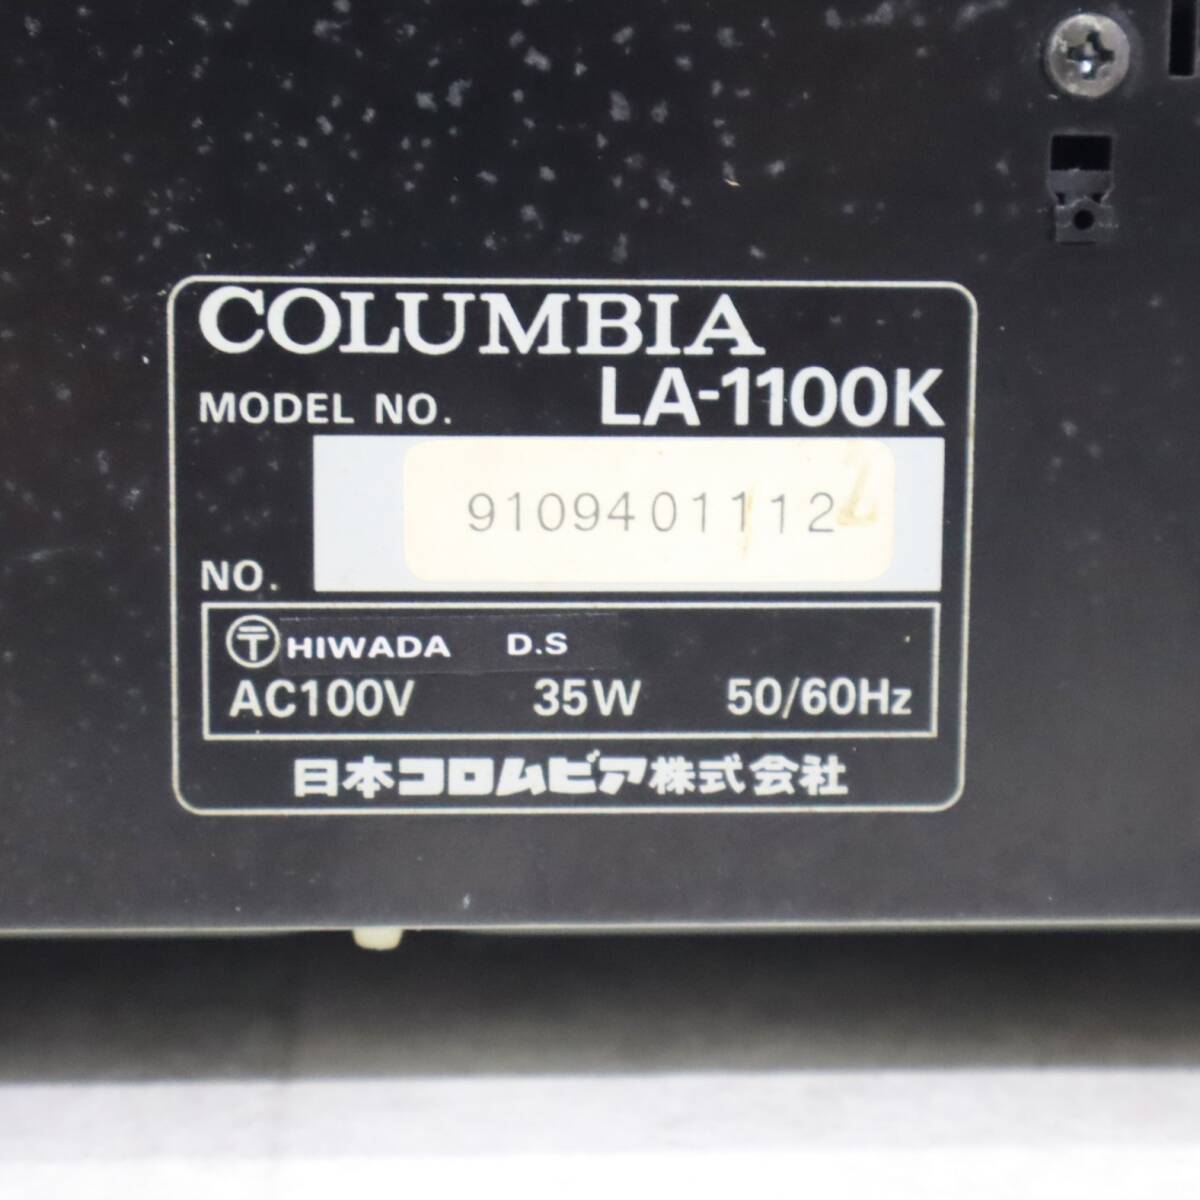 COLUMBIA
MODEL NO. LA-1100K
NO. 9109401112
〒 HIWADA D.S
AC100V 35W 50/60Hz
日本コロムビア株式会社